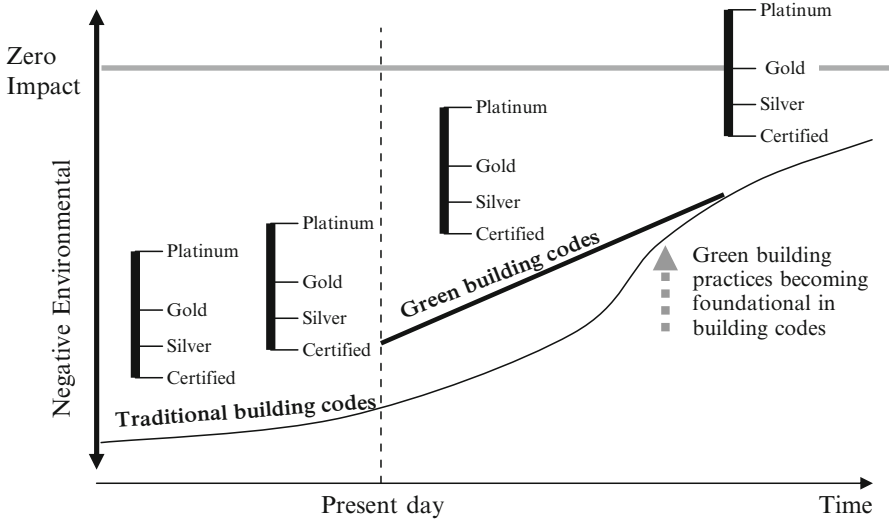 Zero
Impact
Negative Environmental
Platinum
Gold
Silver
Certified
Platinum
Gold
Silver
Certified
Platinum
Gold
Silver
Certified
Platinum
Gold
Silver
Certified
Traditional building codes
Green building codes
Green building
practices becoming
foundational in
building codes
Present day
Time